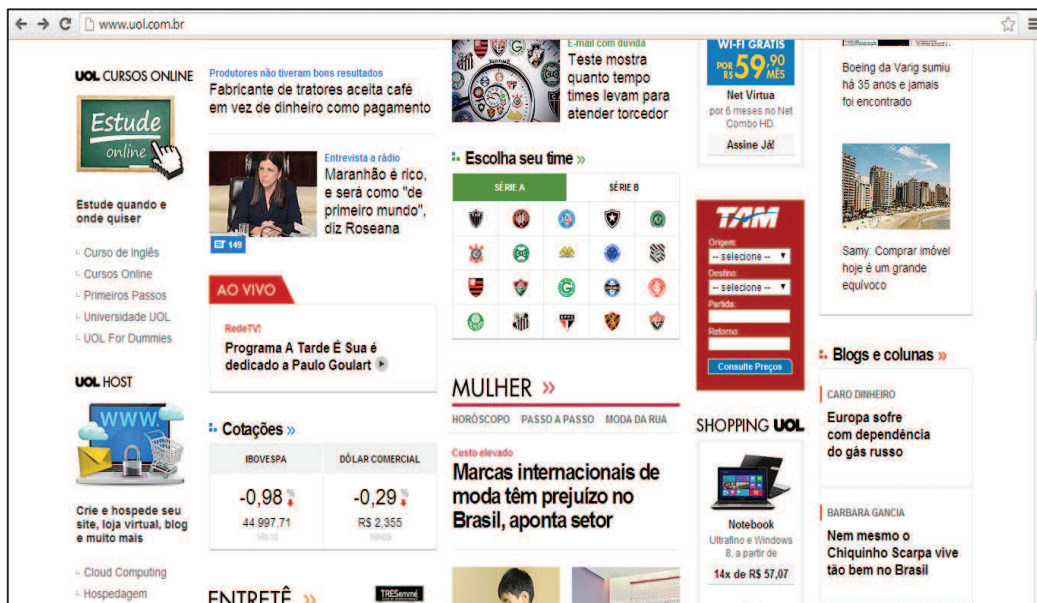 www.uol.com.br
UOL CURSOS ONLINE
Estude
online
Estude quando e
onde quiser
Curso de Inglês
Cursos Online
Primeiros Passos
Universidade UOL
UOL For Dummies
UOL HOST
WWW.
Crie e hospede seu
site, loja virtual, blog
e muito mais
Cloud Computing
Hospedagem
Produtores não tiveram bons resultados
Fabricante de tratores aceita café
em vez de dinheiro como pagamento
149
Entrevista a rádio
Maranhão é rico,
e será como "de
primeiro mundo",
diz Roseana
AO VIVO
RedeTV!
Programa A Tarde É Sua é
dedicado a Paulo Goulart
Cotações »
IBOVESPA DÓLAR COMERCIAL
-0,98 % -0,29 %
44.997,71 R$ 2,355
16h10 16h09
ENTRETÊ »
TRESemmé
E-mail com dúvida
Teste mostra
quanto tempo
times levam para
atender torcedor
Escolha seu time »
SÉRIE A SÉRIE B
MULHER »
HORÓSCOPO PASSO A PASSO MODA DA RUA
Custo elevado
Marcas internacionais de
moda têm prejuízo no
Brasil, aponta setor
WI-FI GRÁTIS
POR R$ 59,90 MÊS
Net Virtua
por 6 meses no Net
Combo HD.
Assine Já!
TAM
Origem:
-- selecione --
Destino:
-- selecione --
Partida:
Retorno:
Consulte Preços
SHOPPING UOL
Notebook
Ultrafino e Windows
8, a partir de
14x de R$ 57,07
Boeing da Varig sumiu
há 35 anos e jamais
foi encontrado
Samy: Comprar imóvel
hoje é um grande
equívoco
Blogs e colunas »
CARO DINHEIRO
Europa sofre
com dependência
do gás russo
BARBARA GANCIA
Nem mesmo o
Chiquinho Scarpa vive
tão bem no Brasil